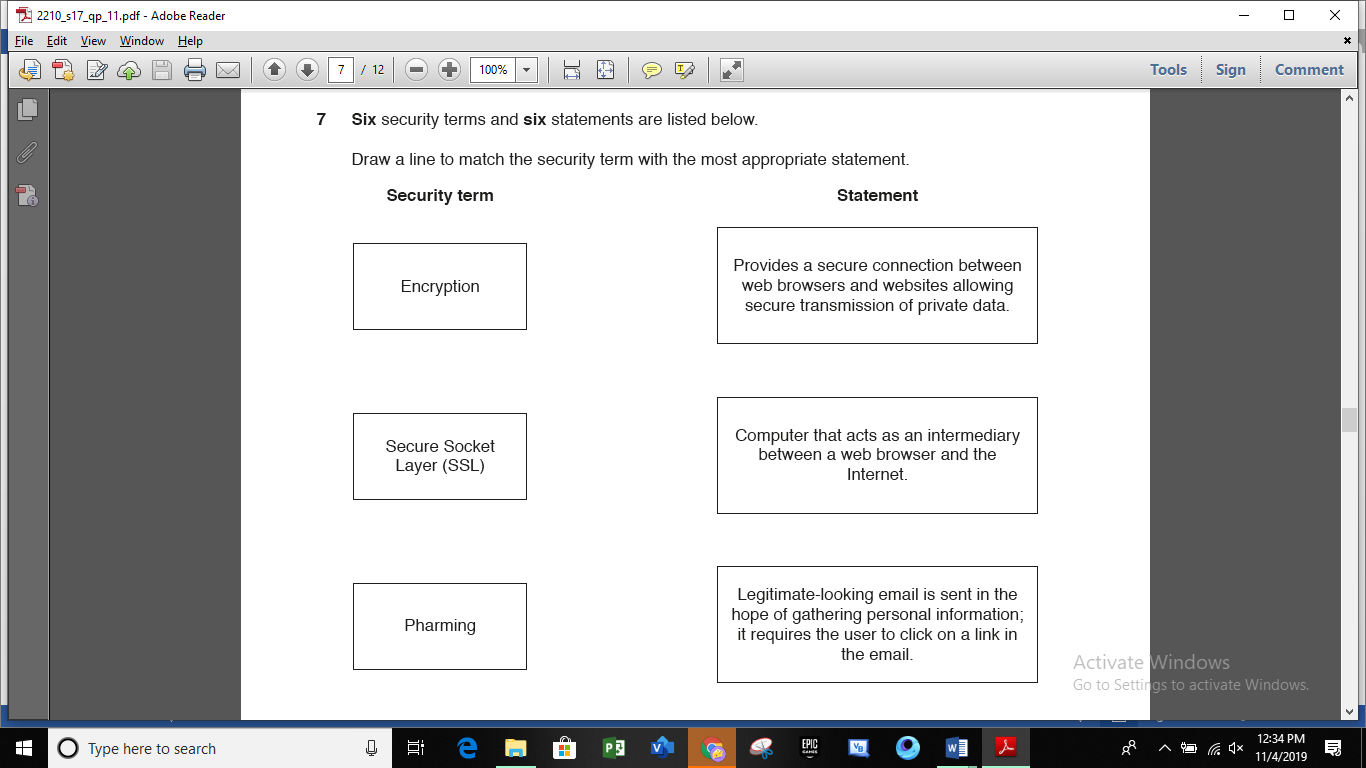 2210_s17_qp_11.pdf - Adobe Reader
File Edit View Window Help
7 / 12 100% Tools Sign Comment
7 Six security terms and six statements are listed below.
Draw a line to match the security term with the most appropriate statement.
Security term Statement
Encryption
Provides a secure connection between
web browsers and websites allowing
secure transmission of private data.
Secure Socket
Layer (SSL)
Computer that acts as an intermediary
between a web browser and the
Internet.
Pharming
Legitimate-looking email is sent in the
hope of gathering personal information;
it requires the user to click on a link in
the email.
Activate Windows
Go to Settings to activate Windows.
Type here to search
EPIC
GAMES
12:34 PM
11/4/2019